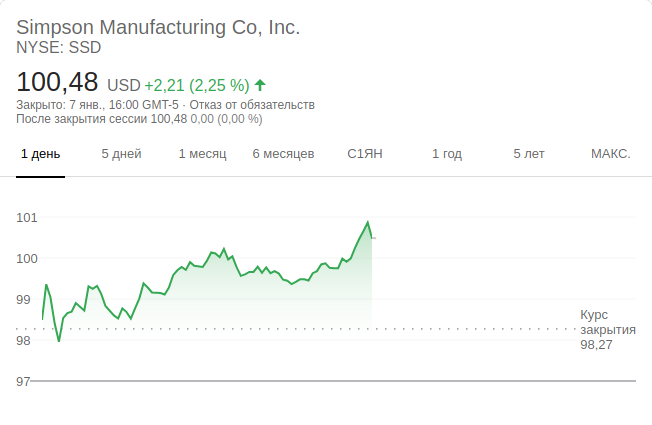 Simpson Manufacturing Co, Inc.
NYSE: SSD
100,48 USD +2,21 (2,25 %)
Закрыто: 7 янв., 16:00 GMT-5 · Отказ от обязательств
После закрытия сессии 100,48 0,00 (0,00 %)
1 день 5 дней 1 месяц 6 месяцев С1ЯН 1 год 5 лет МАКС.
101
100
99
98
97
Курс
закрытия
98,27